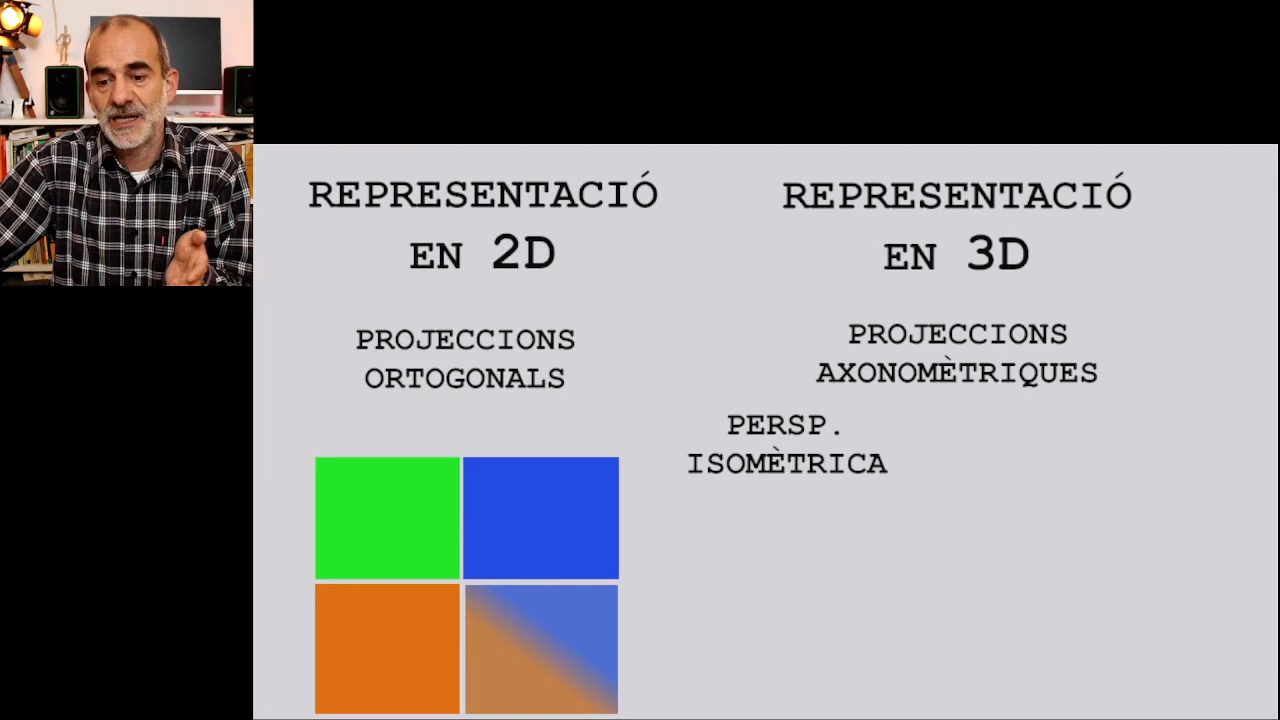 REPRESENTACIÓ
EN 2D
PROJECCIONS
ORTOGONALS
REPRESENTACIÓ
EN 3D
PROJECCIONS
AXONOMÈTRIQUES
PERSP.
ISOMÈTRICA